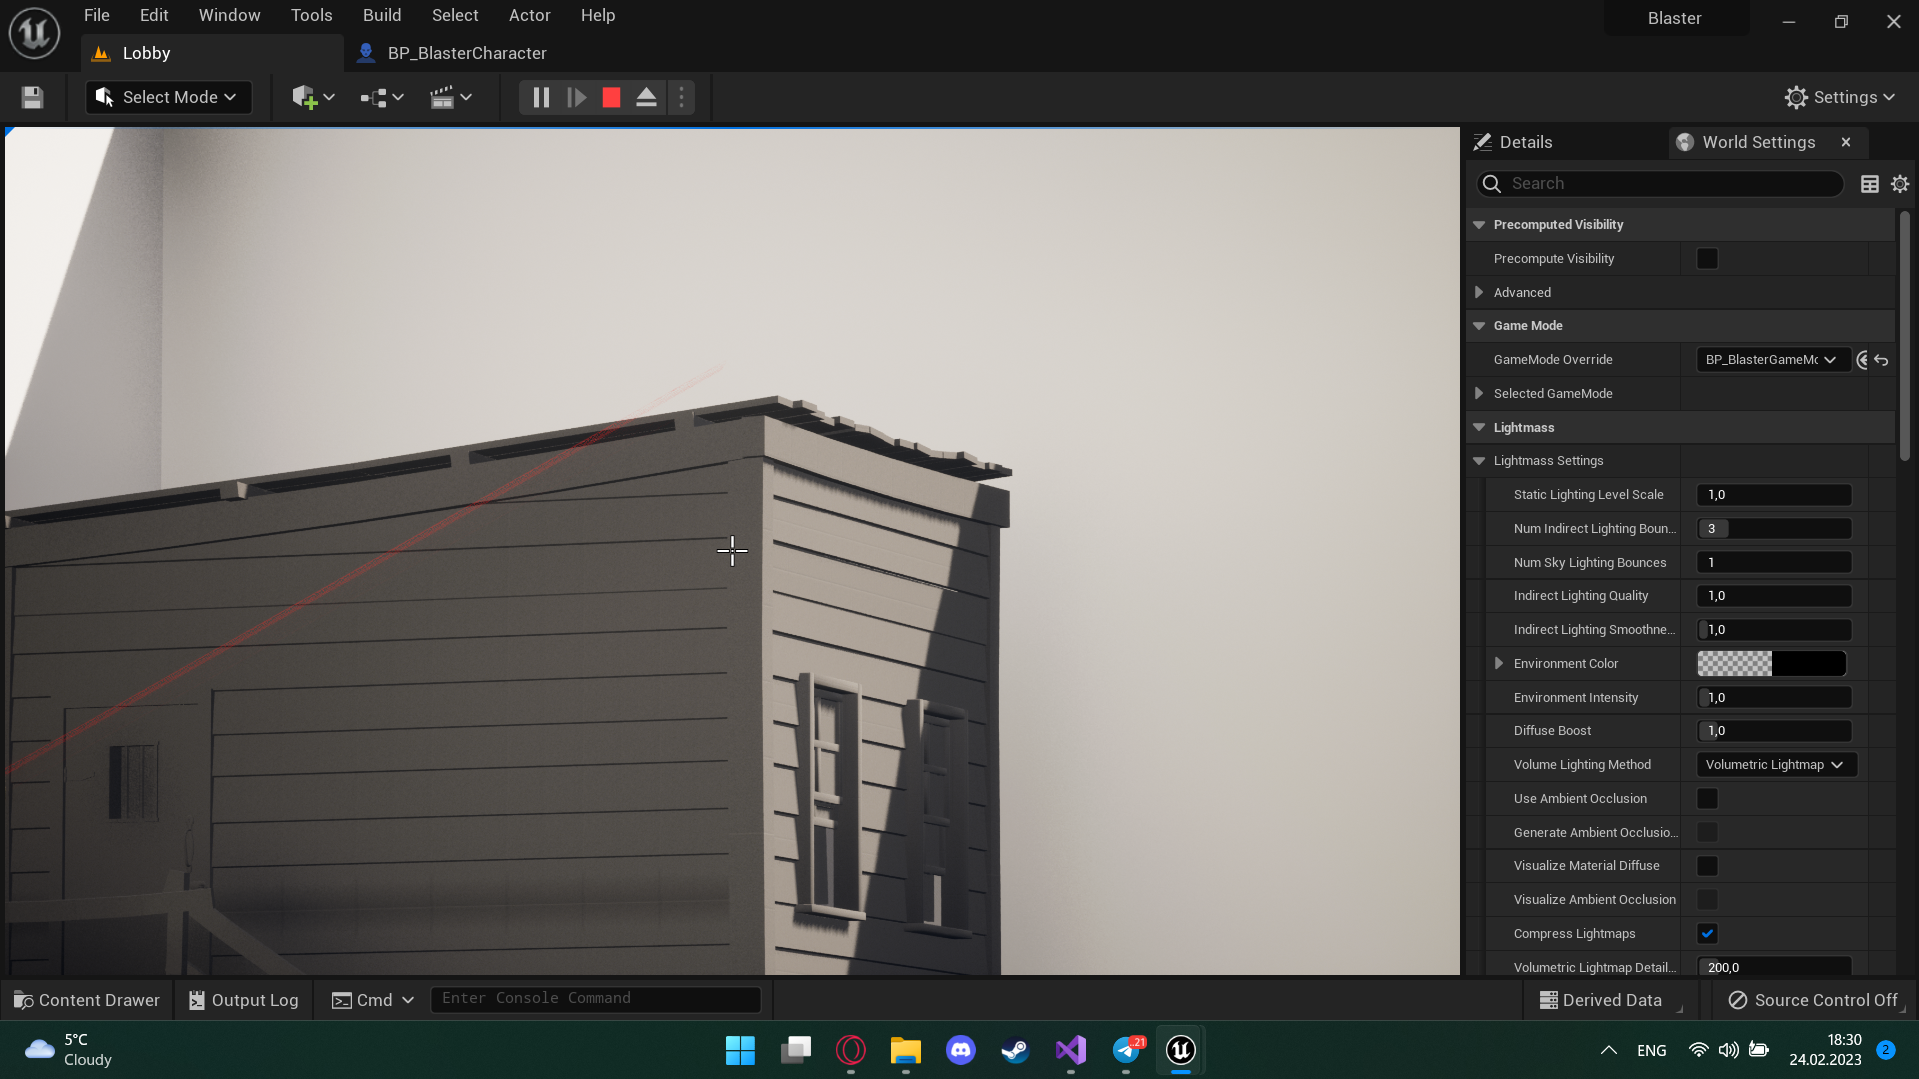 File Edit Window Tools Build Select Actor Help
Blaster
Lobby
BP_BlasterCharacter
Select Mode
Settings
Details
World Settings
Search
Precomputed Visibility
Precompute Visibility
Advanced
Game Mode
GameMode Override
BP_BlasterGameMc
Selected GameMode
Lightmass
Lightmass Settings
Static Lighting Level Scale 1,0
Num Indirect Lighting Boun... 3
Num Sky Lighting Bounces 1
Indirect Lighting Quality 1,0
Indirect Lighting Smoothne... 1,0
Environment Color
Environment Intensity 1,0
Diffuse Boost 1,0
Volume Lighting Method Volumetric Lightmap
Use Ambient Occlusion
Generate Ambient Occlusio...
Visualize Material Diffuse
Visualize Ambient Occlusion
Compress Lightmaps
Volumetric Lightmap Detail... 200,0
Content Drawer
Output Log
Cmd
Enter Console Command
Derived Data
Source Control Off
5°C
Cloudy
..21
ENG
18:30
24.02.2023
2